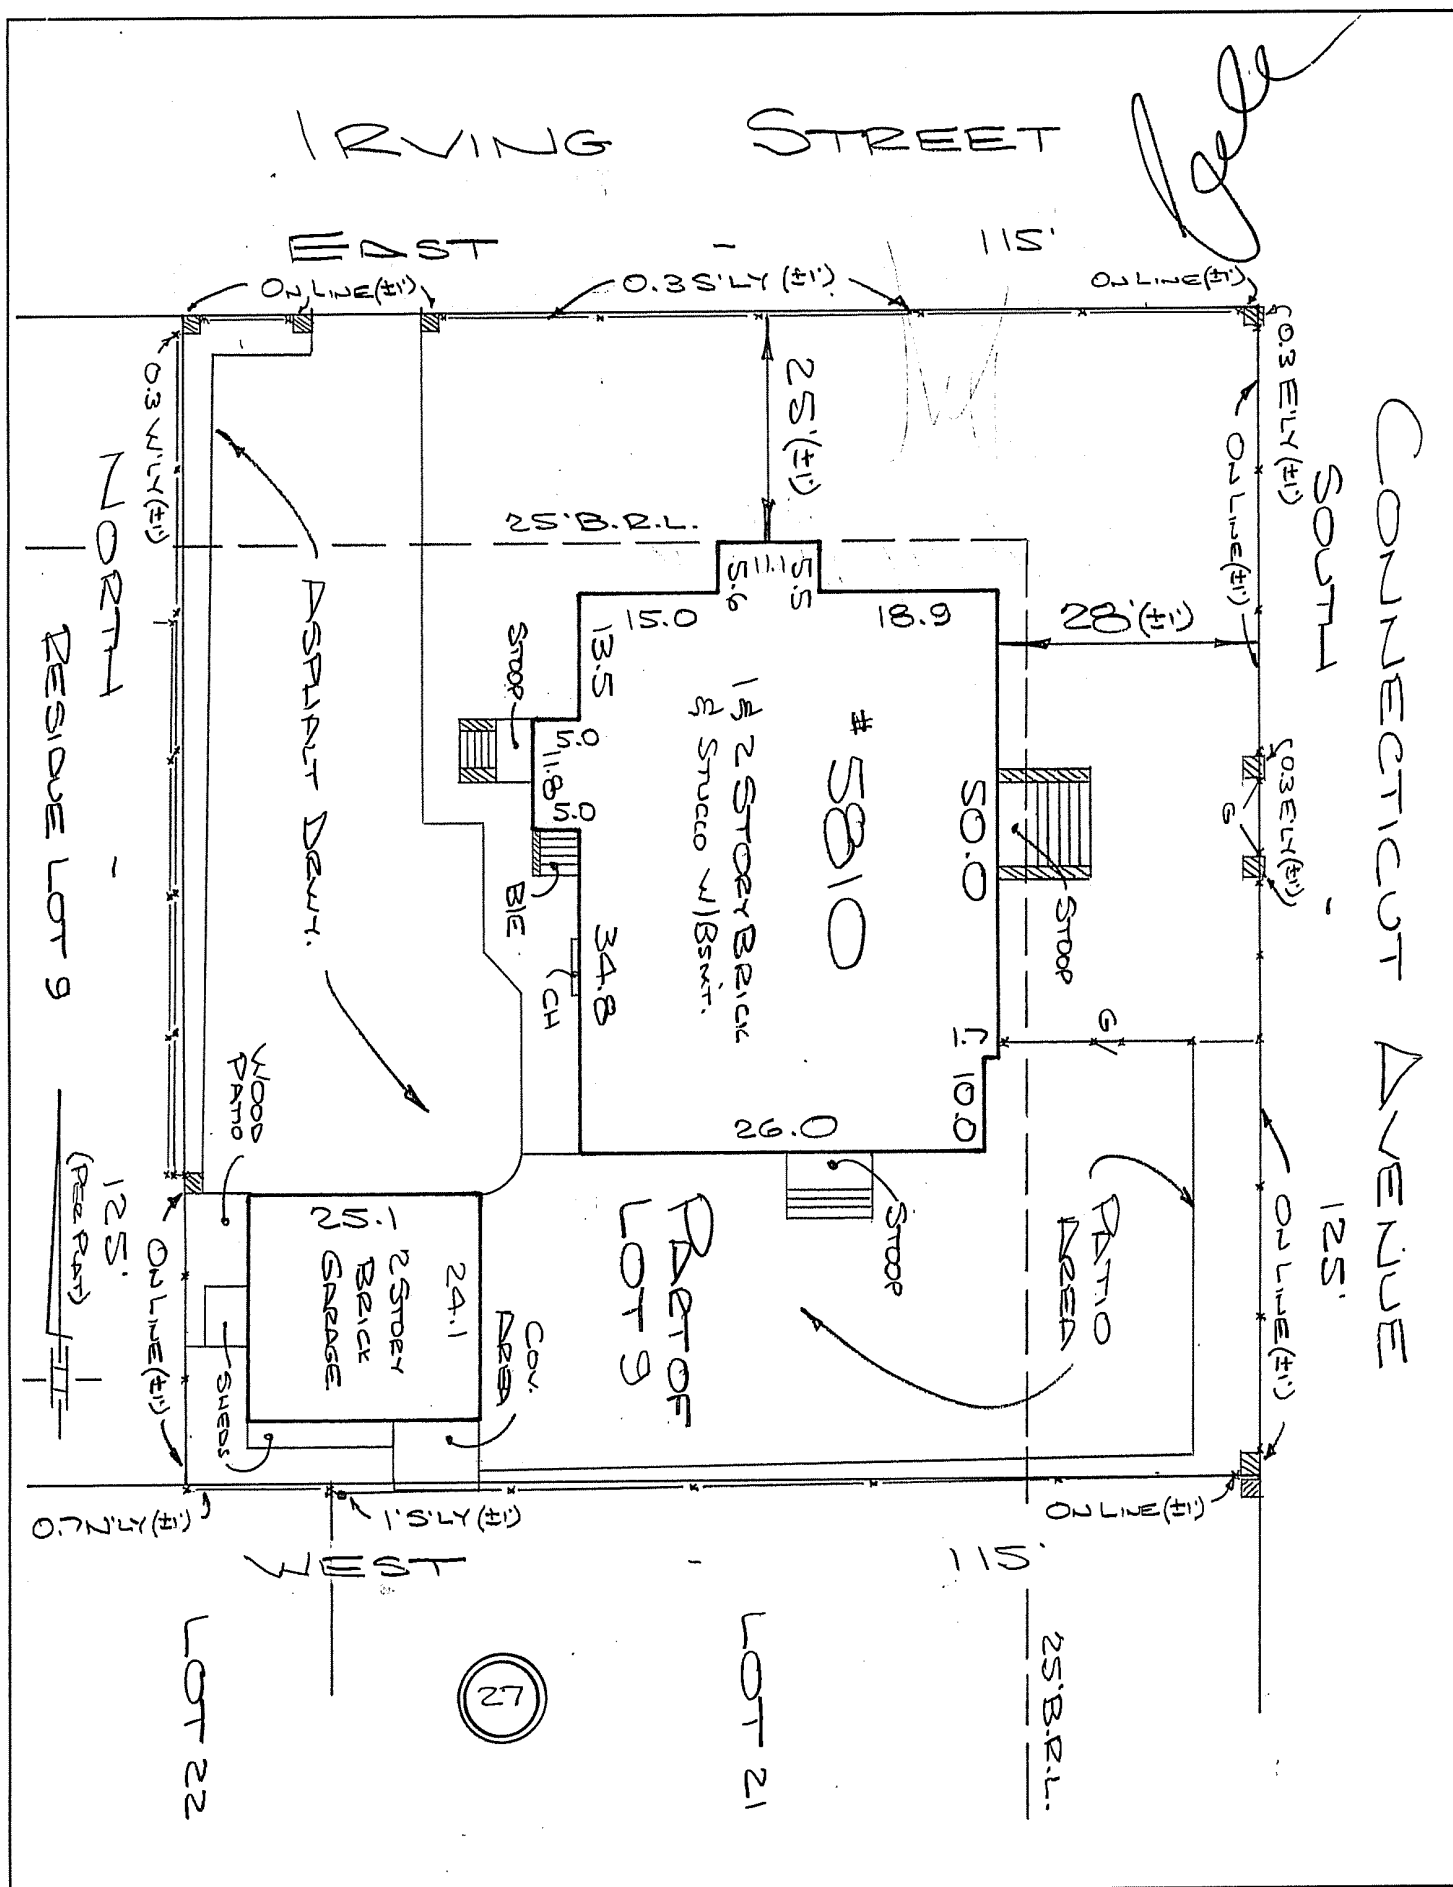 IRVING STREET
EAST - 115'
ON LINE (±1')
0.3 S'LY (±1')
ON LINE (±1')
CONNECTICUT AVENUE
SOUTH - 125'
0.3 E'LY (±1')
ON LINE (±1')
0.3 E'LY (±1')
G
ON LINE (±1')
0.3 W'LY (±1')
NORTH - 125'
(PER PLAT)
RESIDUE LOT 9
25' (±1')
25' B.R.L.
28' (±1')
5.6
11.1
5.5
15.0
18.9
13.5
STOOP
5.0
11.8
5.0
B/E
34.8
CH
# 5810
1 & 2 STORY BRICK
& STUCCO W/BSMT.
50.0
STOOP
G
1.7
10.0
26.0
STOOP
ASPHALT DRWY.
WOOD
PATIO
25.1
24.1
2 STORY
BRICK
GARAGE
SHEDS
COV.
AREA
PART OF
LOT 9
PATIO
AREA
ON LINE (±1')
0.7 N'LY (±1')
1' S'LY (±1')
ON LINE (±1')
WEST - 115'
LOT 22
27
LOT 21
25' B.R.L.